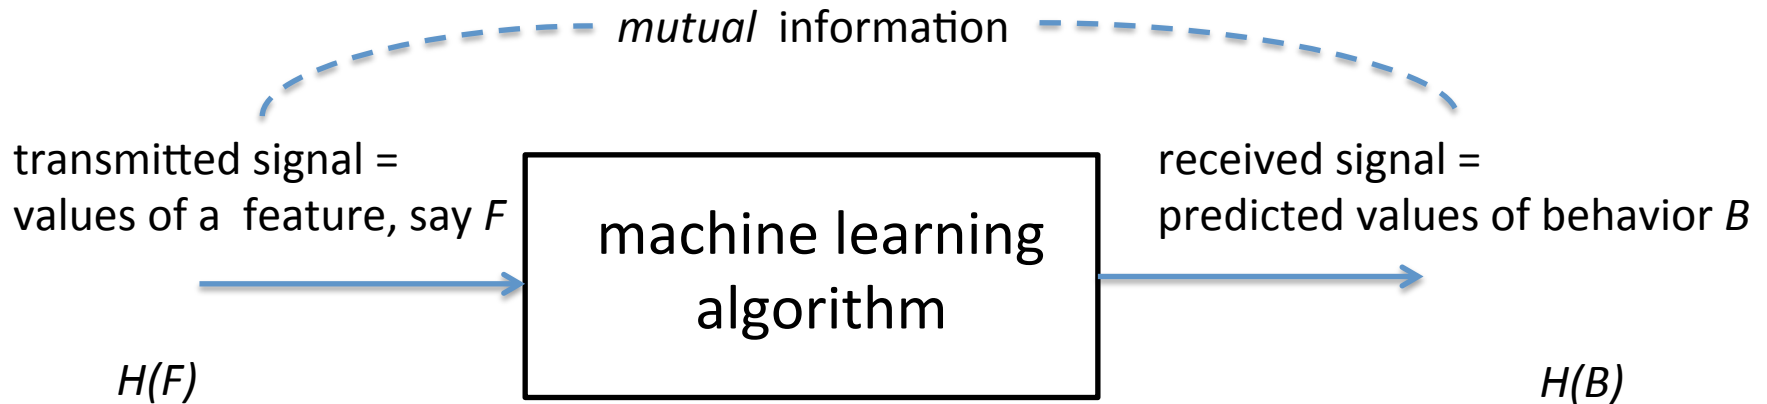 mutual information
transmitted signal =
values of a feature, say F
machine learning
algorithm
received signal =
predicted values of behavior B
H(F)
H(B)